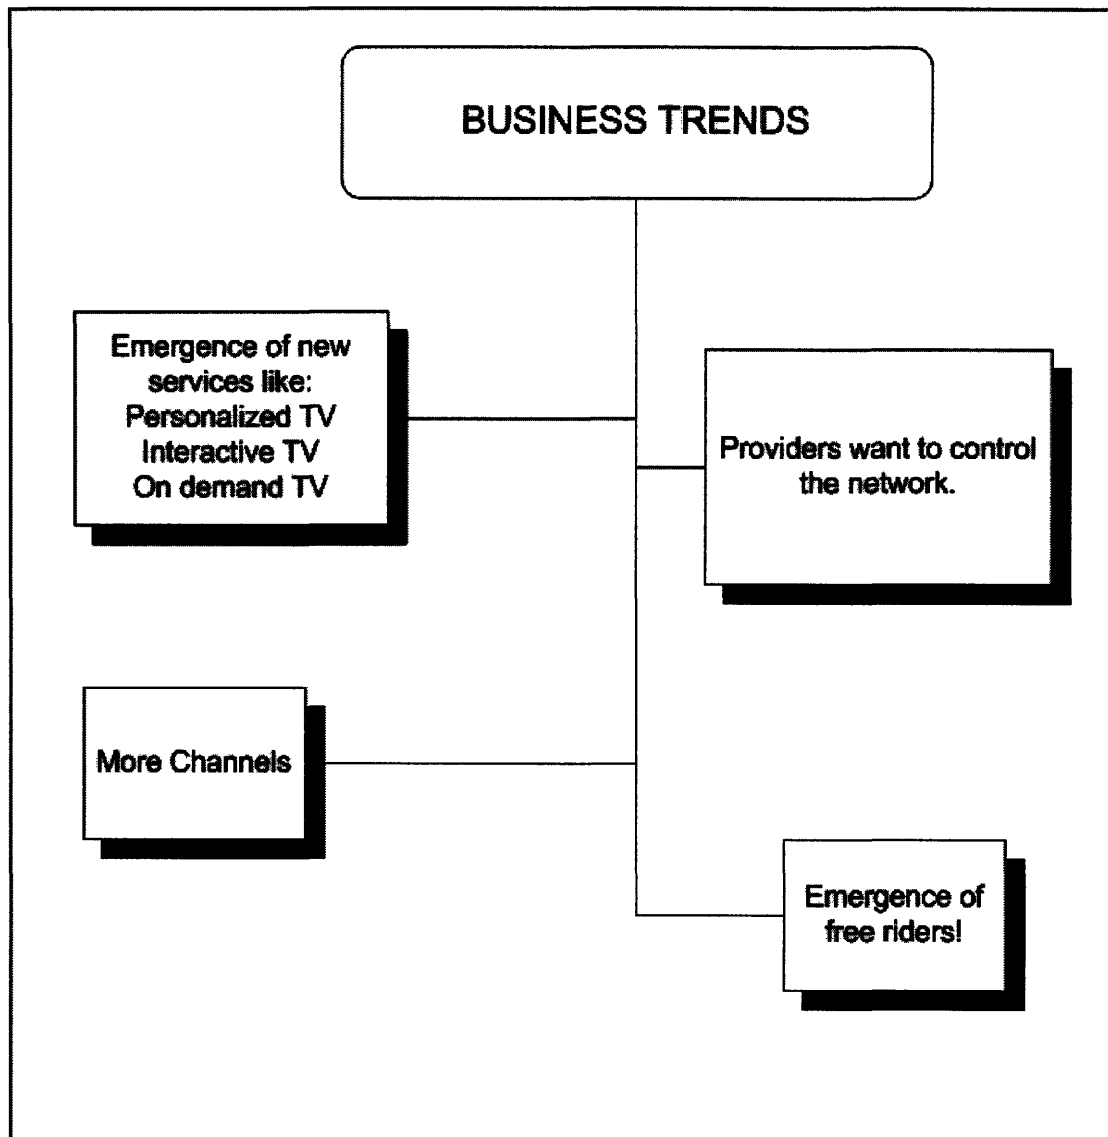 BUSINESS TRENDS
Emergence of new
services like:
Personalized TV
Interactive TV
On demand TV
Providers want to control
the network.
More Channels
Emergence of
free riders!